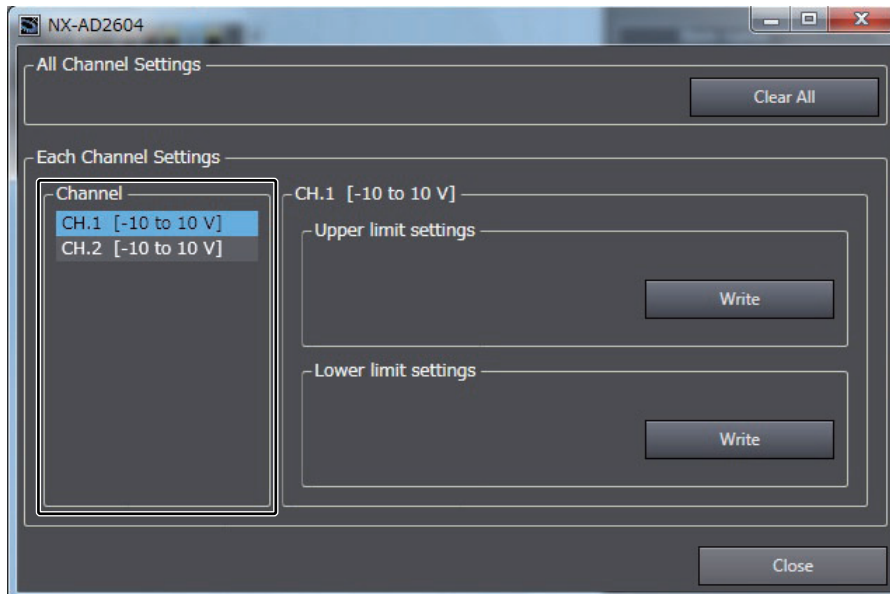 NX-AD2604
All Channel Settings
Clear All
Each Channel Settings
Channel
CH.1 [-10 to 10 V]
CH.2 [-10 to 10 V]
CH.1 [-10 to 10 V]
Upper limit settings
Write
Lower limit settings
Write
Close